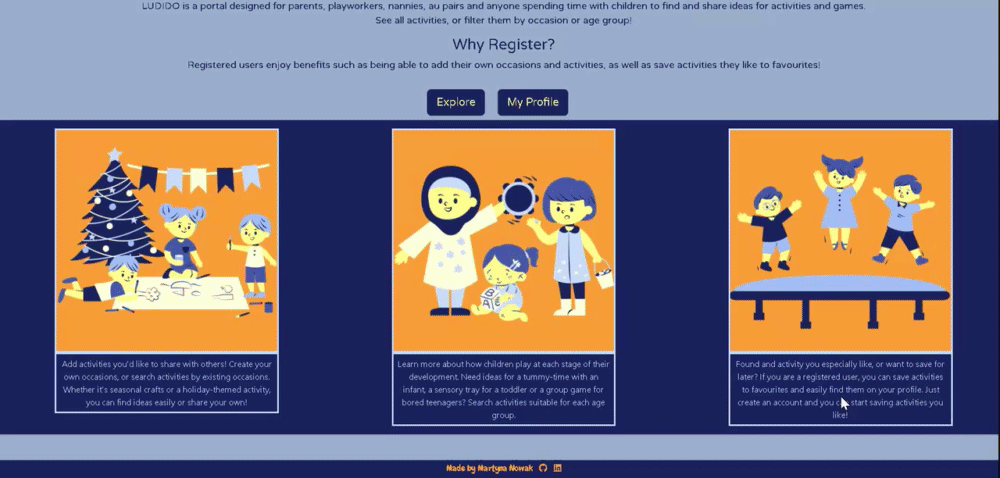 LUDIDO is a portal designed for parents, playworkers, nannies, au pairs and anyone spending time with children to find and share ideas for activities and games.
See all activities, or filter them by occasion or age group!
Why Register?
Registered users enjoy benefits such as being able to add their own occasions and activities, as well as save activities they like to favourites!
Explore
My Profile
Add activities you'd like to share with others! Create your
own occasions, or search activities by existing occasions.
Whether it's seasonal crafts or a holiday-themed activity,
you can find ideas easily or share your own!
B
A
E
Learn more about how children play at each stage of their
development. Need ideas for a tummy-time with an
infant, a sensory tray for a toddler or a group game for
bored teenagers? Search activities suitable for each age
group.
Found and activity you especially like, or want to save for
later? If you are a registered user, you can save activities
to favourites and easily find them on your profile. Just
create an account and you can start saving activities you
like!
Made by Martyna Nowak